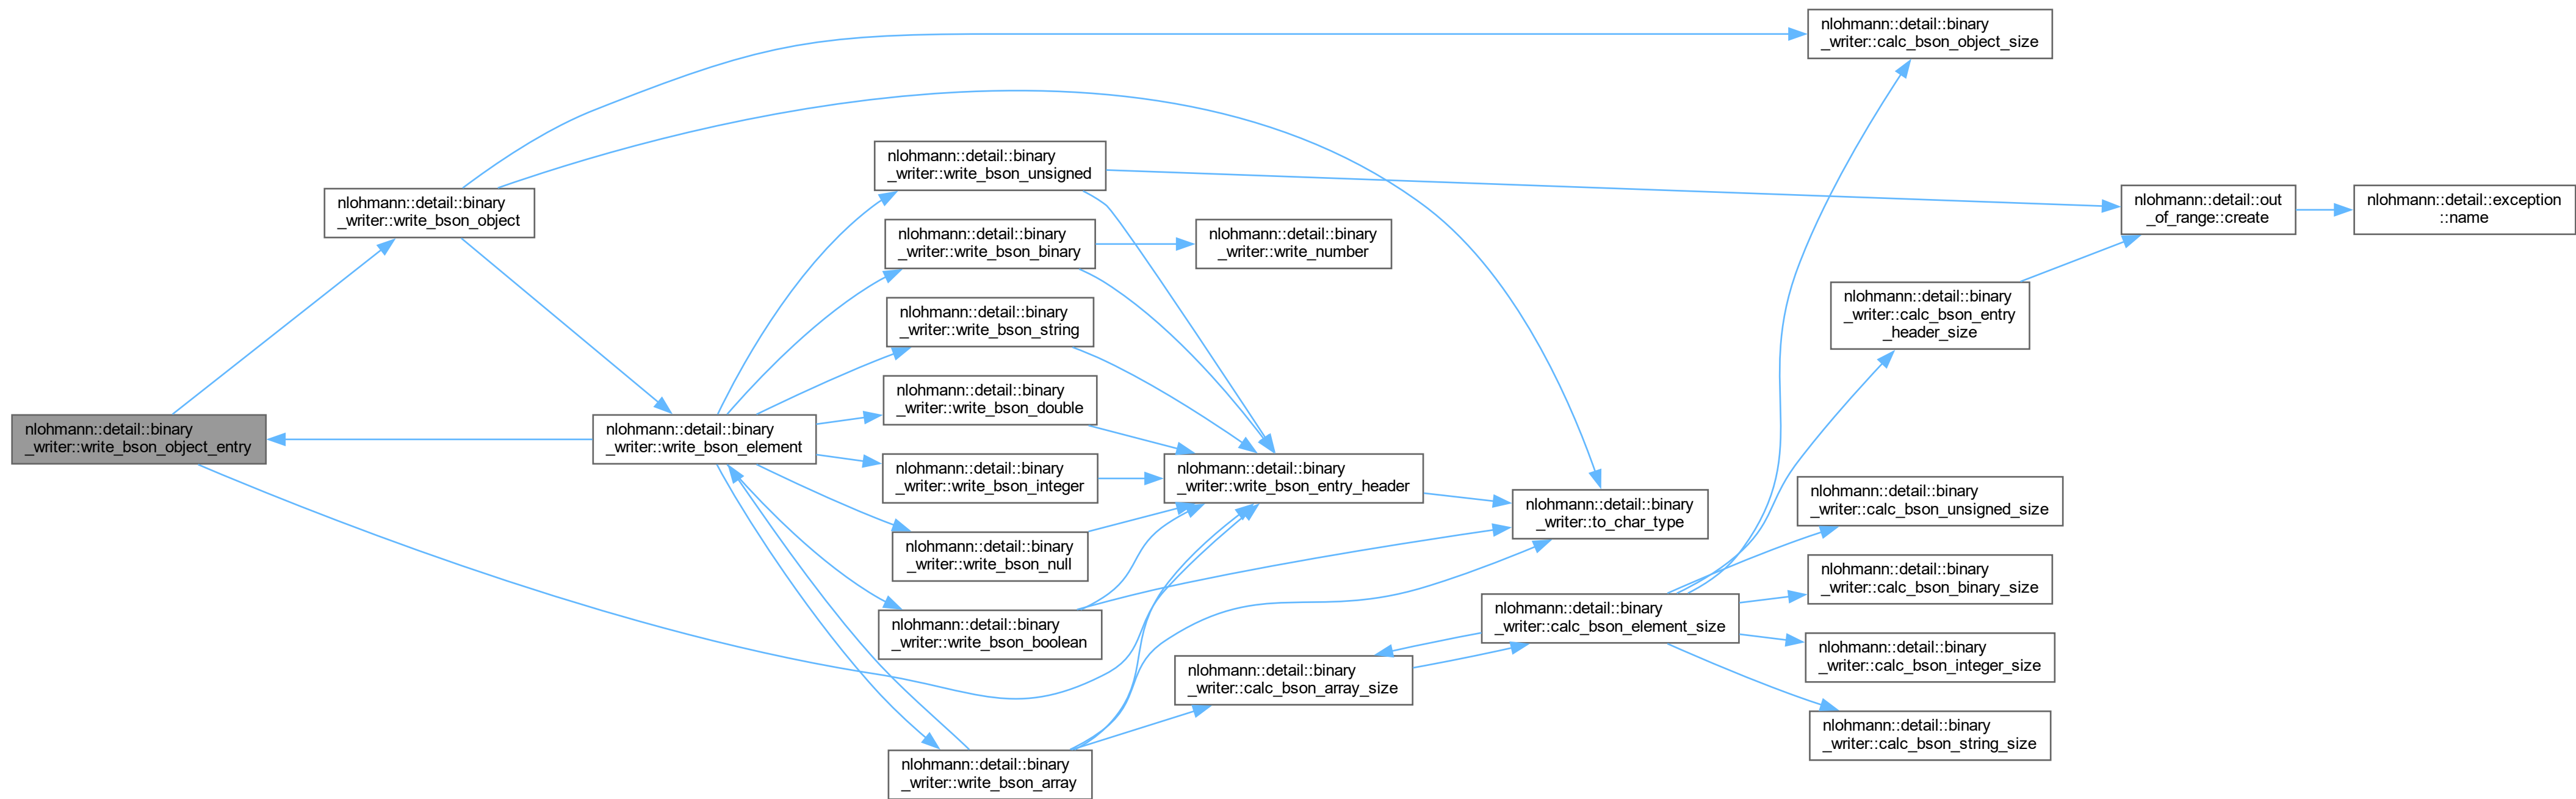 nlohmann::detail::binary
_writer::write_bson_object_entry
nlohmann::detail::binary
_writer::write_bson_object
nlohmann::detail::binary
_writer::write_bson_element
nlohmann::detail::binary
_writer::write_bson_unsigned
nlohmann::detail::binary
_writer::write_bson_binary
nlohmann::detail::binary
_writer::write_bson_string
nlohmann::detail::binary
_writer::write_bson_double
nlohmann::detail::binary
_writer::write_bson_integer
nlohmann::detail::binary
_writer::write_bson_null
nlohmann::detail::binary
_writer::write_bson_boolean
nlohmann::detail::binary
_writer::write_bson_array
nlohmann::detail::binary
_writer::write_number
nlohmann::detail::binary
_writer::write_bson_entry_header
nlohmann::detail::binary
_writer::calc_bson_array_size
nlohmann::detail::binary
_writer::to_char_type
nlohmann::detail::binary
_writer::calc_bson_element_size
nlohmann::detail::binary
_writer::calc_bson_object_size
nlohmann::detail::binary
_writer::calc_bson_entry
_header_size
nlohmann::detail::binary
_writer::calc_bson_unsigned_size
nlohmann::detail::binary
_writer::calc_bson_binary_size
nlohmann::detail::binary
_writer::calc_bson_integer_size
nlohmann::detail::binary
_writer::calc_bson_string_size
nlohmann::detail::out
_of_range::create
nlohmann::detail::exception
::name